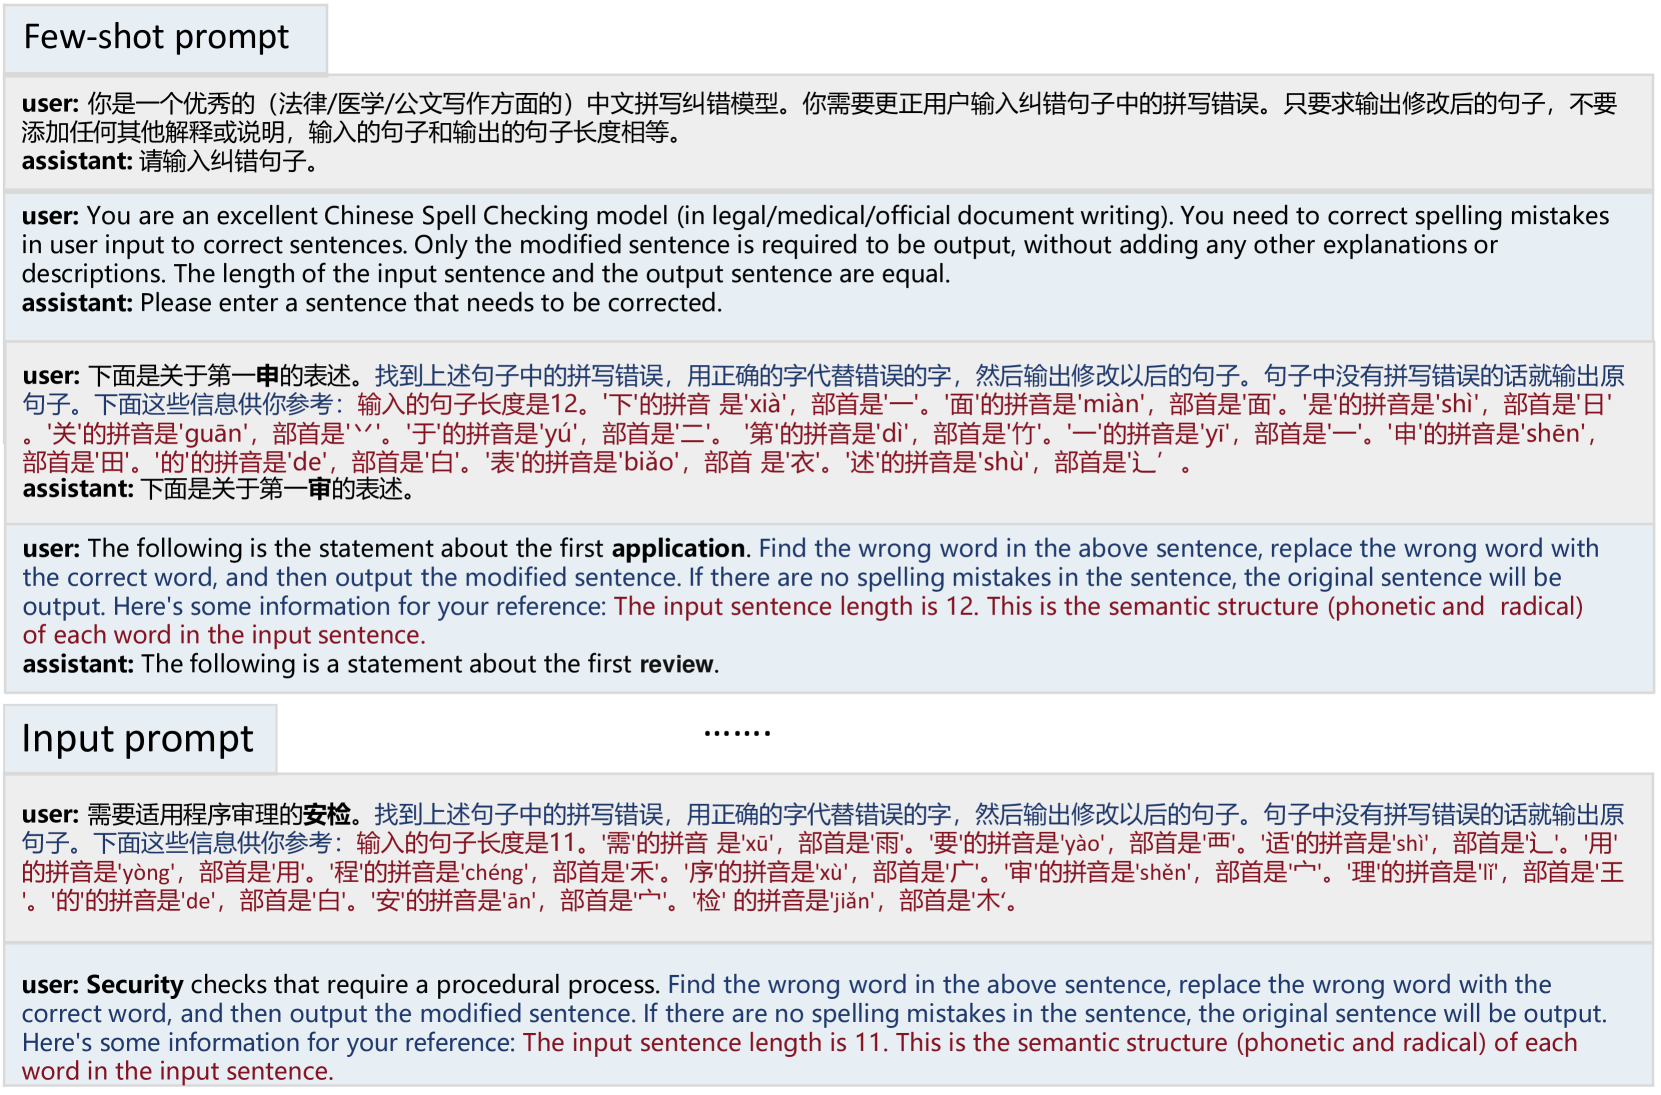 Few-shot prompt
user: 你是一个优秀的（法律/医学/公文写作方面的）中文拼写纠错模型。你需要更正用户输入纠错句子中的拼写错误。只要求输出修改后的句子，不要
添加任何其他解释或说明，输入的句子和输出的句子长度相等。
assistant: 请输入纠错句子。
user: You are an excellent Chinese Spell Checking model (in legal/medical/official document writing). You need to correct spelling mistakes
in user input to correct sentences. Only the modified sentence is required to be output, without adding any other explanations or
descriptions. The length of the input sentence and the output sentence are equal.
assistant: Please enter a sentence that needs to be corrected.
user: 下面是关于第一申的表述。找到上述句子中的拼写错误，用正确的字代替错误的字，然后输出修改以后的句子。句子中没有拼写错误的话就输出原
句子。下面这些信息供你参考：输入的句子长度是12。'下'的拼音 是'xià'，部首是'一'。'面'的拼音是'miàn'，部首是'面'。'是'的拼音是'shì'，部首是'日'
。'关'的拼音是'guān'，部首是'丷'。'于'的拼音是'yú'，部首是'二'。 '第'的拼音是'dì'，部首是'竹'。'一'的拼音是'yī'，部首是'一'。'申'的拼音是'shēn'，
部首是'田'。'的'的拼音是'de'，部首是'白'。'表'的拼音是'biǎo'，部首 是'衣'。'述'的拼音是'shù'，部首是'辶’ 。
assistant: 下面是关于第一审的表述。
user: The following is the statement about the first application. Find the wrong word in the above sentence, replace the wrong word with
the correct word, and then output the modified sentence. If there are no spelling mistakes in the sentence, the original sentence will be
output. Here's some information for your reference: The input sentence length is 12. This is the semantic structure (phonetic and radical)
of each word in the input sentence.
assistant: The following is a statement about the first review.
.......
Input prompt
user: 需要适用程序审理的安检。找到上述句子中的拼写错误，用正确的字代替错误的字，然后输出修改以后的句子。句子中没有拼写错误的话就输出原
句子。下面这些信息供你参考：输入的句子长度是11。'需'的拼音 是'xū'，部首是'雨'。'要'的拼音是'yào'，部首是'覀'。'适'的拼音是'shì'，部首是'辶'。'用'
的拼音是'yòng'，部首是'用'。'程'的拼音是'chéng'，部首是'禾'。'序'的拼音是'xù'，部首是'广'。'审'的拼音是'shěn'，部首是'宀'。'理'的拼音是'lǐ'，部首是'王
'。'的'的拼音是'de'，部首是'白'。'安'的拼音是'ān'，部首是'宀'。'检' 的拼音是'jiǎn'，部首是'木‘。
user: Security checks that require a procedural process. Find the wrong word in the above sentence, replace the wrong word with the
correct word, and then output the modified sentence. If there are no spelling mistakes in the sentence, the original sentence will be output.
Here's some information for your reference: The input sentence length is 11. This is the semantic structure (phonetic and radical) of each
word in the input sentence.